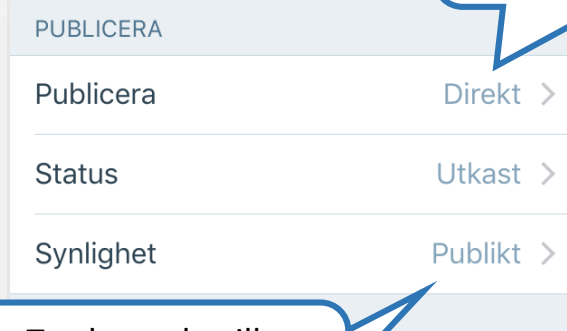 PUBLICERA
Publicera Direkt >
Status Utkast >
Synlighet Publikt >